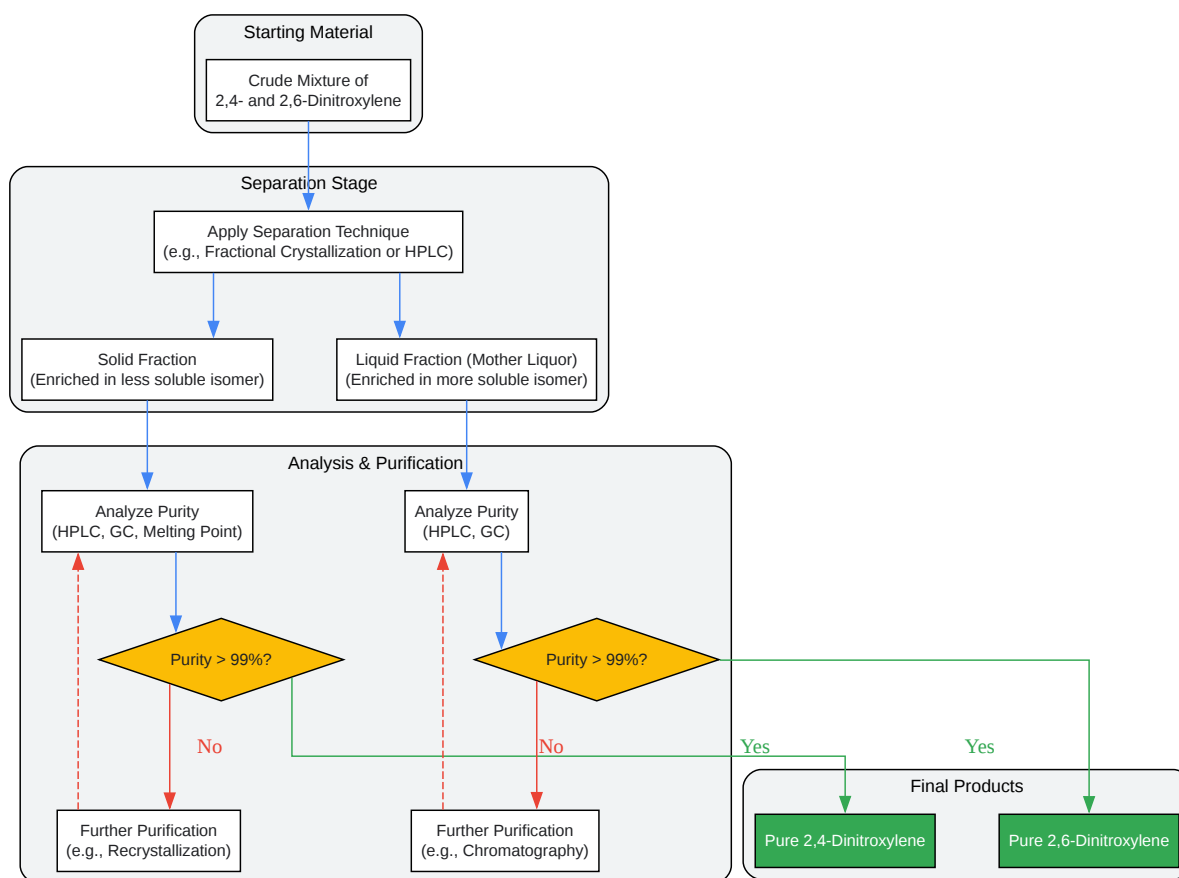 Starting Material
Crude Mixture of
2,4- and 2,6-Dinitroxylene
Separation Stage
Apply Separation Technique
(e.g., Fractional Crystallization or HPLC)
Solid Fraction
(Enriched in less soluble isomer)
Liquid Fraction (Mother Liquor)
(Enriched in more soluble isomer)
Analysis & Purification
Analyze Purity
(HPLC, GC, Melting Point)
Analyze Purity
(HPLC, GC)
Purity > 99%?
Purity > 99%?
No
No
Yes
Yes
Further Purification
(e.g., Recrystallization)
Further Purification
(e.g., Chromatography)
Final Products
Pure 2,4-Dinitroxylene
Pure 2,6-Dinitroxylene